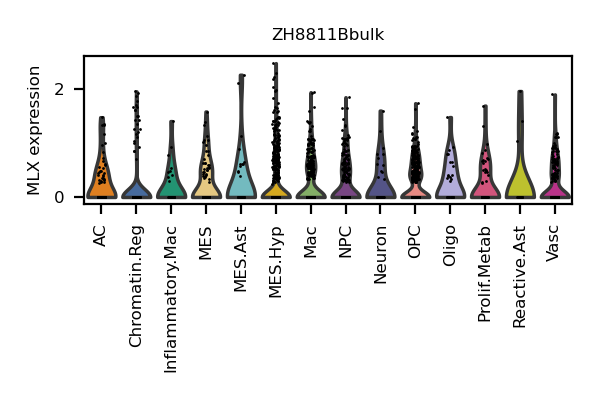 ZH8811Bbulk
MLX expression
2
0
AC
Chromatin.Reg
Inflammatory.Mac
MES
MES.Ast
MES.Hyp
Mac
NPC
Neuron
OPC
Oligo
Prolif.Metab
Reactive.Ast
Vasc